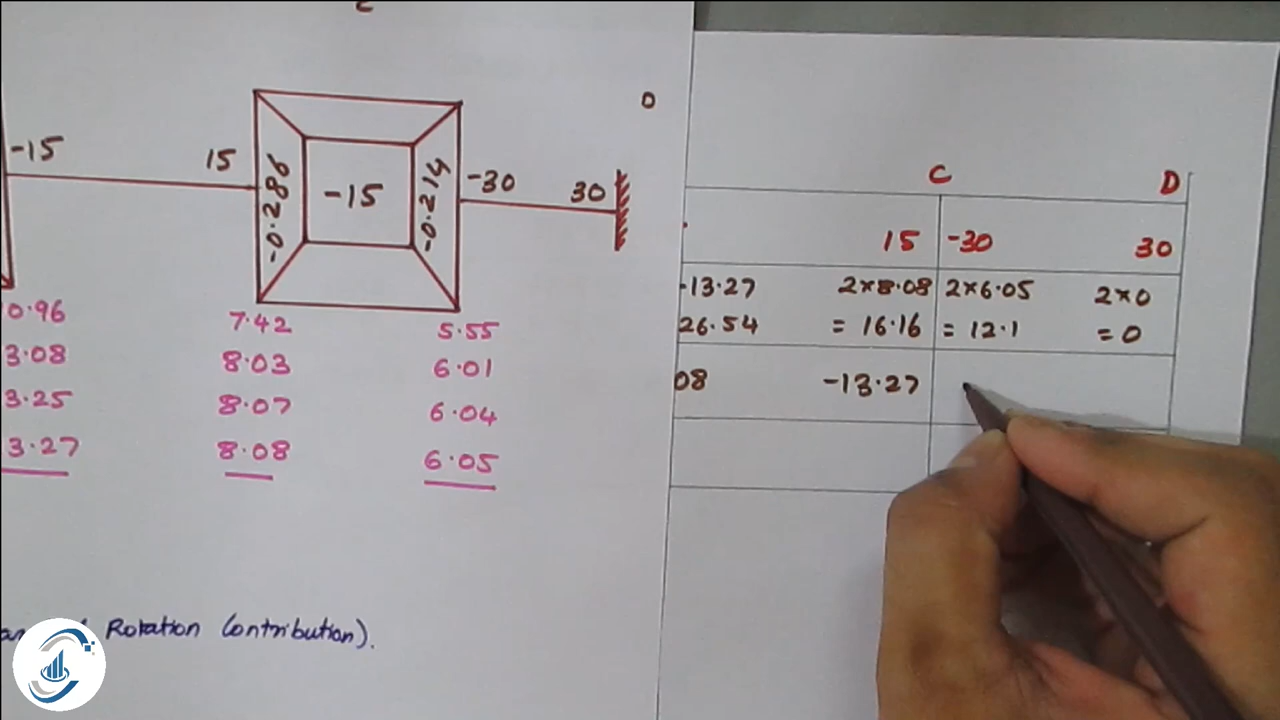 C
D
-15
15
-0.286
-15
-0.214
-30
30
0.96
3.08
3.25
3.27
7.42
8.03
8.07
8.08
5.55
6.01
6.04
6.05
Rotation Contribution).
C D
15 -30 30
-13.27 2×8.08 2×6.05 2×0
26.54 = 16.16 = 12.1 = 0
08 -13.27